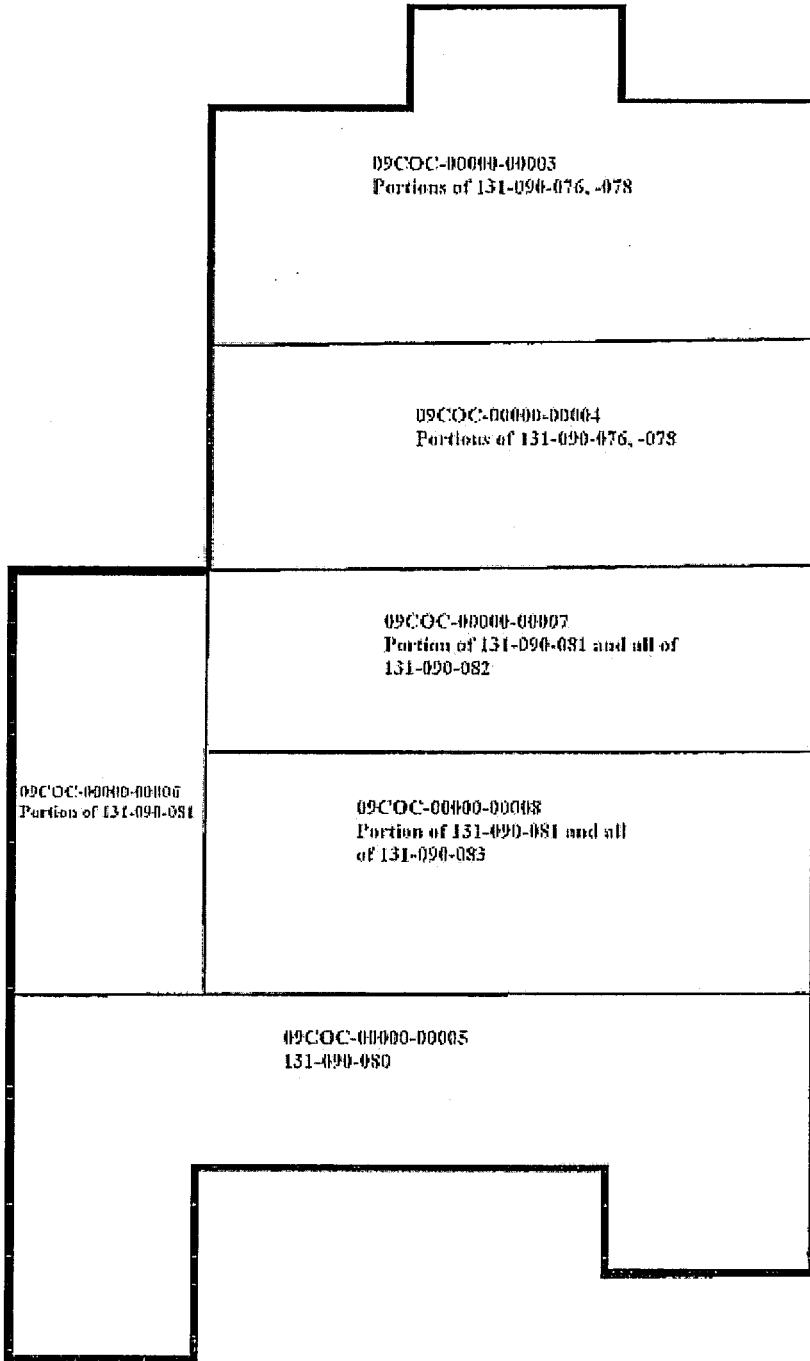 09COC-00000-00003
Portions of 131-090-076, -078
09COC-00000-00004
Portions of 131-090-076, -078
09COC-00000-00007
Portion of 131-090-081 and all of
131-090-082
09COC-00000-00006
Portion of 131-090-081
09COC-00000-00008
Portion of 131-090-081 and all
of 131-090-083
09COC-00000-00005
131-090-080